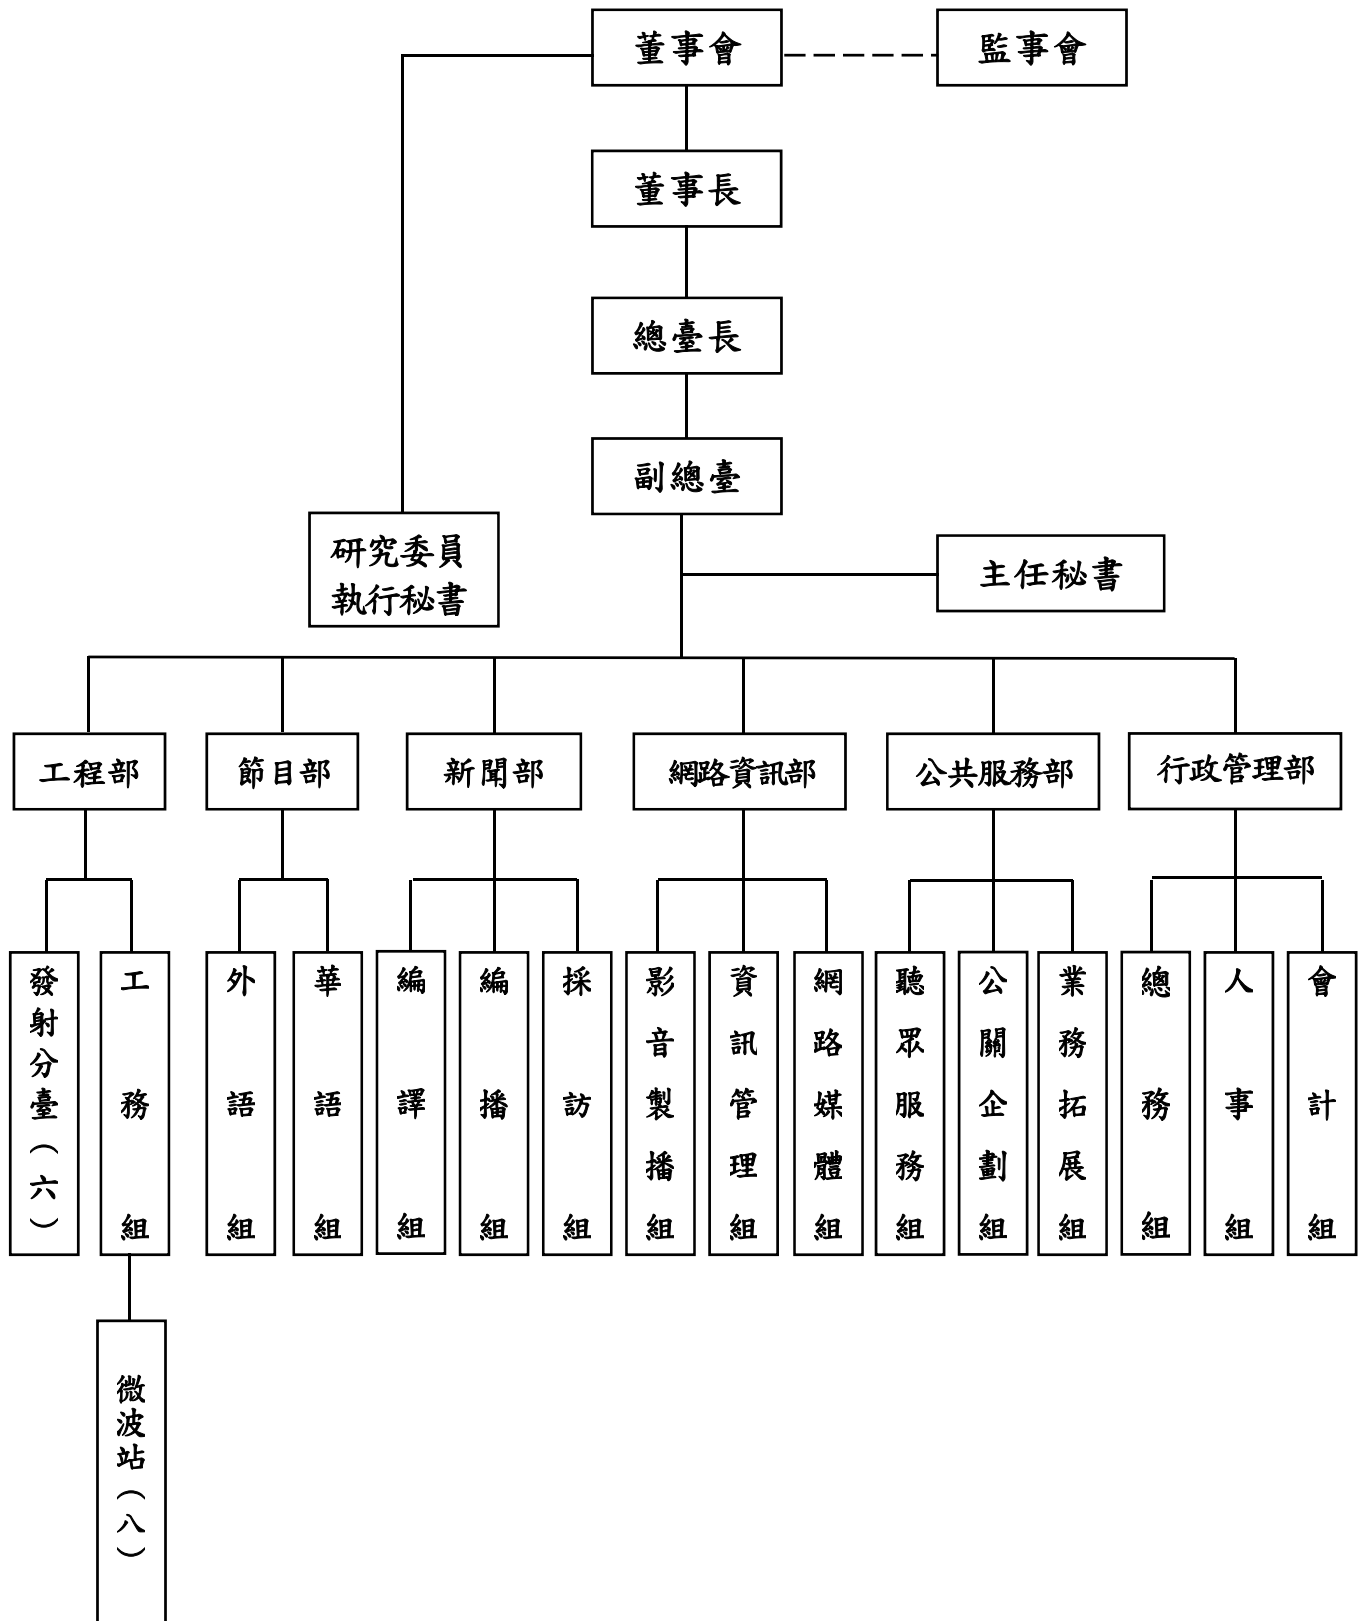 董事會
監事會
董事長
總臺長
副總臺
研究委員
執行秘書
主任秘書
工程部
節目部
新聞部
網路資訊部
公共服務部
行政管理部
發射分臺（六）
工務組
外語組
華語組
編譯組
編播組
採訪組
影音製播組
資訊管理組
網路媒體組
聽眾服務組
公關企劃組
業務拓展組
總務組
人事組
會計組
微波站（八）